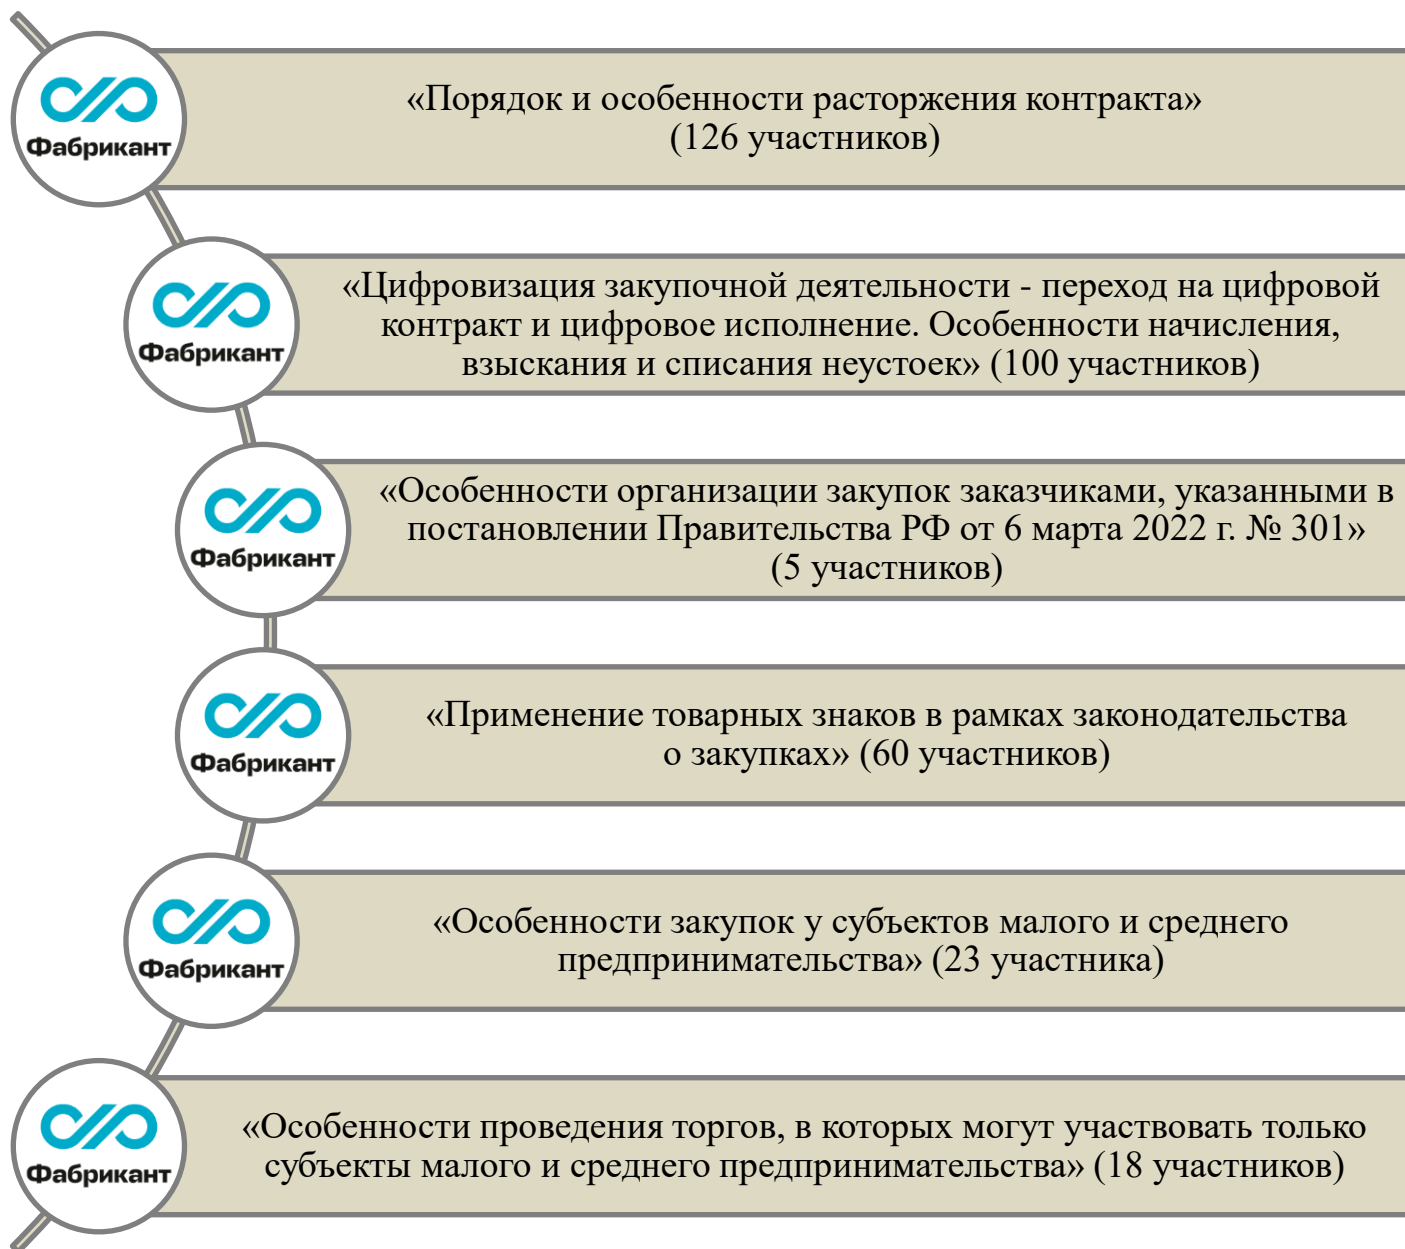 Фабрикант
«Порядок и особенности расторжения контракта»
(126 участников)
Фабрикант
«Цифровизация закупочной деятельности - переход на цифровой
контракт и цифровое исполнение. Особенности начисления,
взыскания и списания неустоек» (100 участников)
Фабрикант
«Особенности организации закупок заказчиками, указанными в
постановлении Правительства РФ от 6 марта 2022 г. № 301»
(5 участников)
Фабрикант
«Применение товарных знаков в рамках законодательства
о закупках» (60 участников)
Фабрикант
«Особенности закупок у субъектов малого и среднего
предпринимательства» (23 участника)
Фабрикант
«Особенности проведения торгов, в которых могут участвовать только
субъекты малого и среднего предпринимательства» (18 участников)